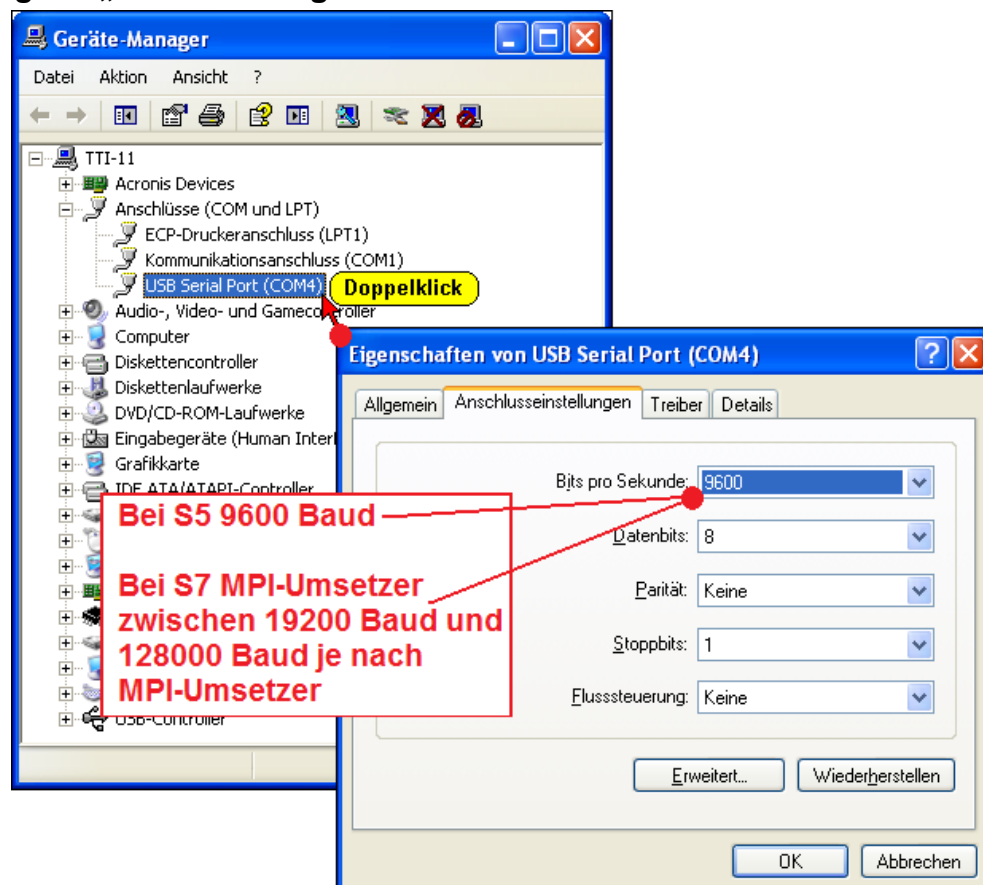 Geräte-Manager
Datei Aktion Ansicht ?
TTI-11
Acronis Devices
Anschlüsse (COM und LPT)
ECP-Druckeranschluss (LPT1)
Kommunikationsanschluss (COM1)
USB Serial Port (COM4)
Doppelklick
Audio-, Video- und Gamecontroller
Computer
Diskettencontroller
Diskettenlaufwerke
DVD/CD-ROM-Laufwerke
Eingabegeräte (Human Inter
Grafikkarte
IDE ATA/ATAPI-Controller
USB-Controller
Bei S5 9600 Baud
Bei S7 MPI-Umsetzer
zwischen 19200 Baud und
128000 Baud je nach
MPI-Umsetzer
Eigenschaften von USB Serial Port (COM4)
Allgemein Anschlusseinstellungen Treiber Details
Bits pro Sekunde: 9600
Datenbits: 8
Parität: Keine
Stoppbits: 1
Flusssteuerung: Keine
Erweitert... Wiederherstellen
OK Abbrechen